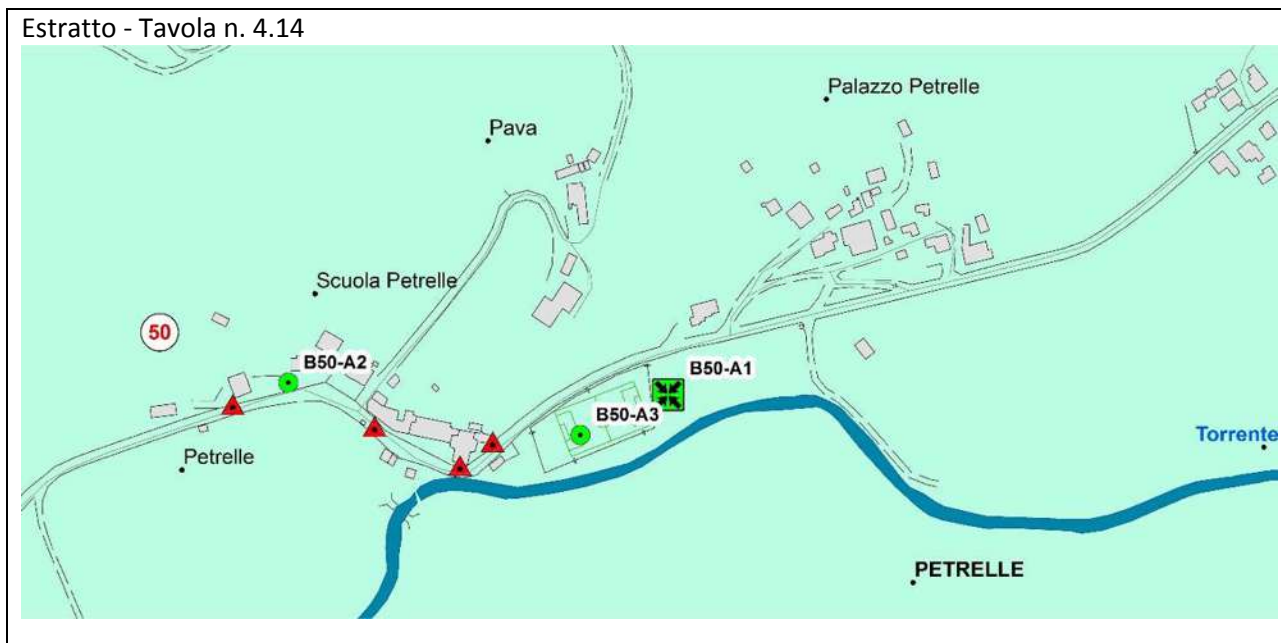 Estratto - Tavola n. 4.14
Palazzo Petrelle
Pava
Scuola Petrelle
50
B50-A2
B50-A1
B50-A3
Torrente
Petrelle
PETRELLE